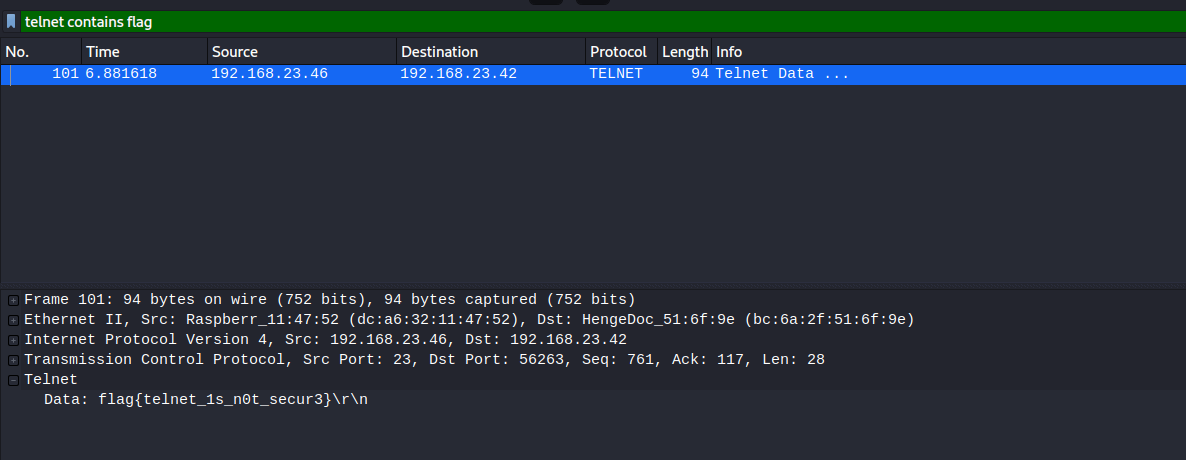 telnet contains flag
No. Time Source Destination Protocol Length Info
101 6.881618 192.168.23.46 192.168.23.42 TELNET 94 Telnet Data ...
Frame 101: 94 bytes on wire (752 bits), 94 bytes captured (752 bits)
Ethernet II, Src: Raspberr_11:47:52 (dc:a6:32:11:47:52), Dst: HengeDoc_51:6f:9e (bc:6a:2f:51:6f:9e)
Internet Protocol Version 4, Src: 192.168.23.46, Dst: 192.168.23.42
Transmission Control Protocol, Src Port: 23, Dst Port: 56263, Seq: 761, Ack: 117, Len: 28
Telnet
Data: flag{telnet_1s_n0t_secur3}\r\n